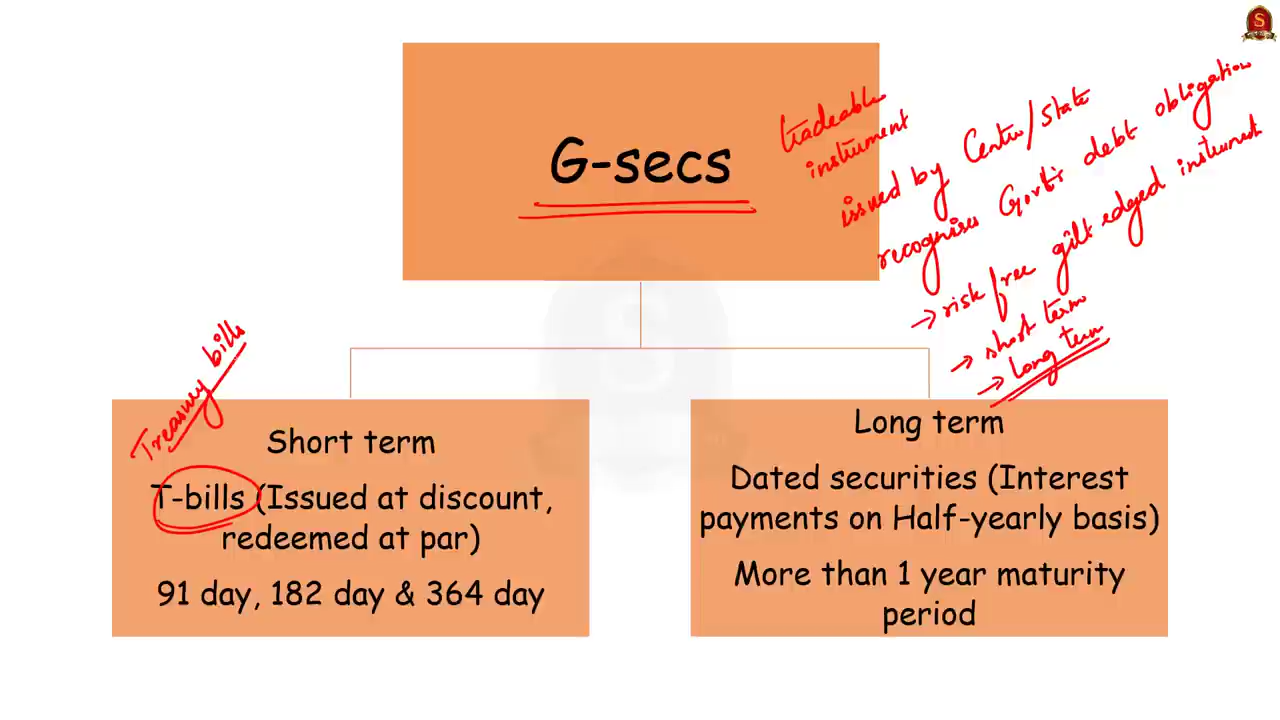 G-secs
tradeable
instrument
issued by Centre/State
recognises Govt's debt obligation
→ risk free gilt edged instrument
→ short term
→ long term
Treasury bills
Short term
T-bills (Issued at discount,
redeemed at par)
91 day, 182 day & 364 day
Long term
Dated securities (Interest
payments on Half-yearly basis)
More than 1 year maturity
period